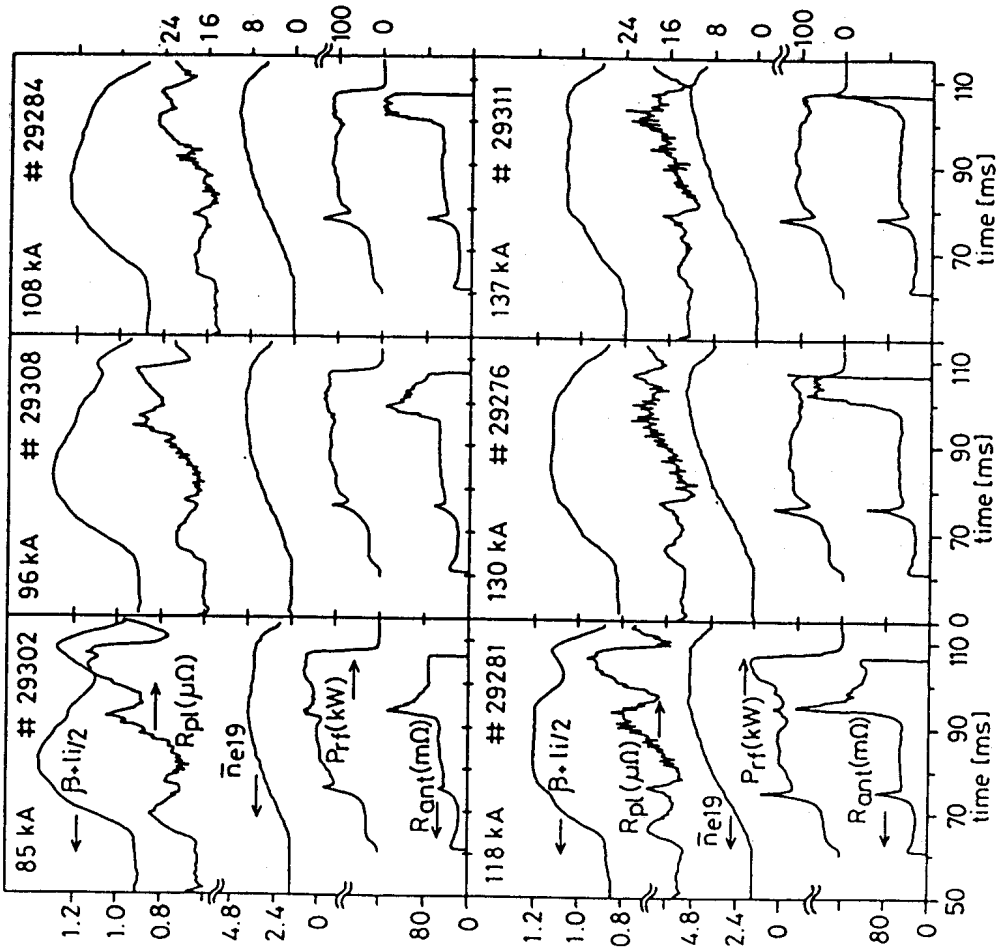 85 kA # 29302
96 kA # 29308
108 kA # 29284
β+li/2
Rpl(μΩ)
n̄e19
Prf(kW)
Rant(mΩ)
118 kA # 29281
130 kA # 29276
137 kA # 29311
β+li/2
Rpl(μΩ)
n̄e19
Prf(kW)
Rant(mΩ)
1.2
1.0
0.8
4.8
2.4
0
80
0
24
16
8
0
100
0
1.2
1.0
0.8
4.8
2.4
0
80
0
24
16
8
0
100
0
50 70 90 110 0 70 90 110 70 90 110
time [ms] time [ms] time [ms]